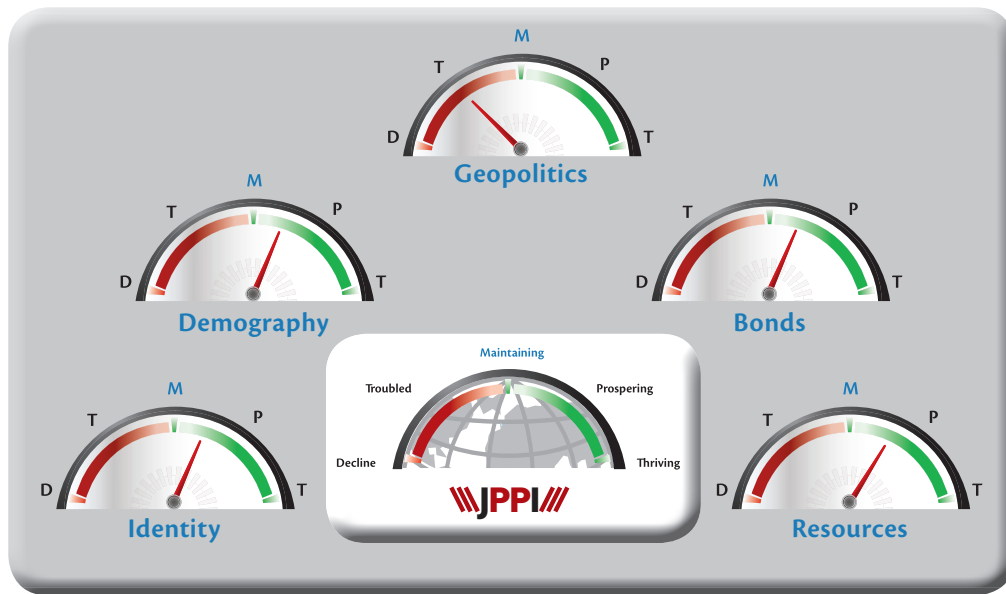 M
T
P
D
T
Geopolitics
M
T
P
D
T
Demography
M
T
P
D
T
Bonds
Maintaining
Troubled
Prospering
Decline
Thriving
JPPI
M
T
P
D
T
Identity
M
T
P
D
T
Resources